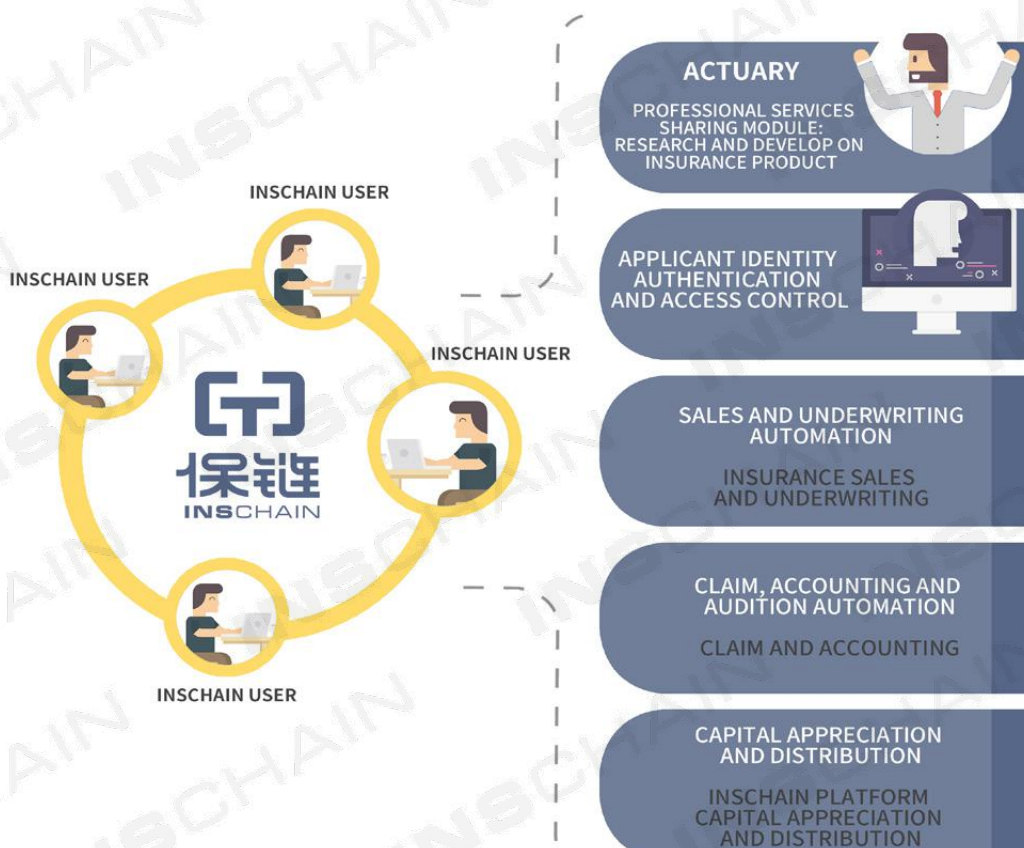 INSCHAIN USER
INSCHAIN USER
INSCHAIN USER
保链
INSCHAIN
INSCHAIN USER
ACTUARY
PROFESSIONAL SERVICES
SHARING MODULE:
RESEARCH AND DEVELOP ON
INSURANCE PRODUCT
APPLICANT IDENTITY
AUTHENTICATION
AND ACCESS CONTROL
SALES AND UNDERWRITING
AUTOMATION
INSURANCE SALES
AND UNDERWRITING
CLAIM, ACCOUNTING AND
AUDITION AUTOMATION
CLAIM AND ACCOUNTING
CAPITAL APPRECIATION
AND DISTRIBUTION
INSCHAIN PLATFORM
CAPITAL APPRECIATION
AND DISTRIBUTION